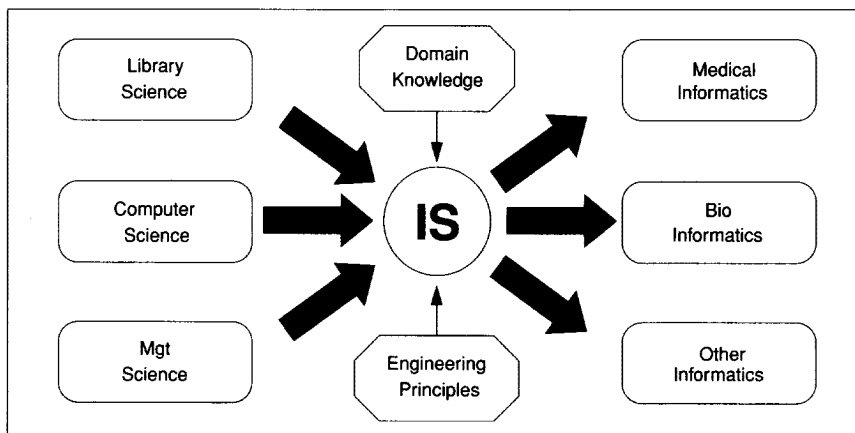 Library
Science
Domain
Knowledge
Medical
Informatics
Computer
Science
IS
Bio
Informatics
Mgt
Science
Engineering
Principles
Other
Informatics